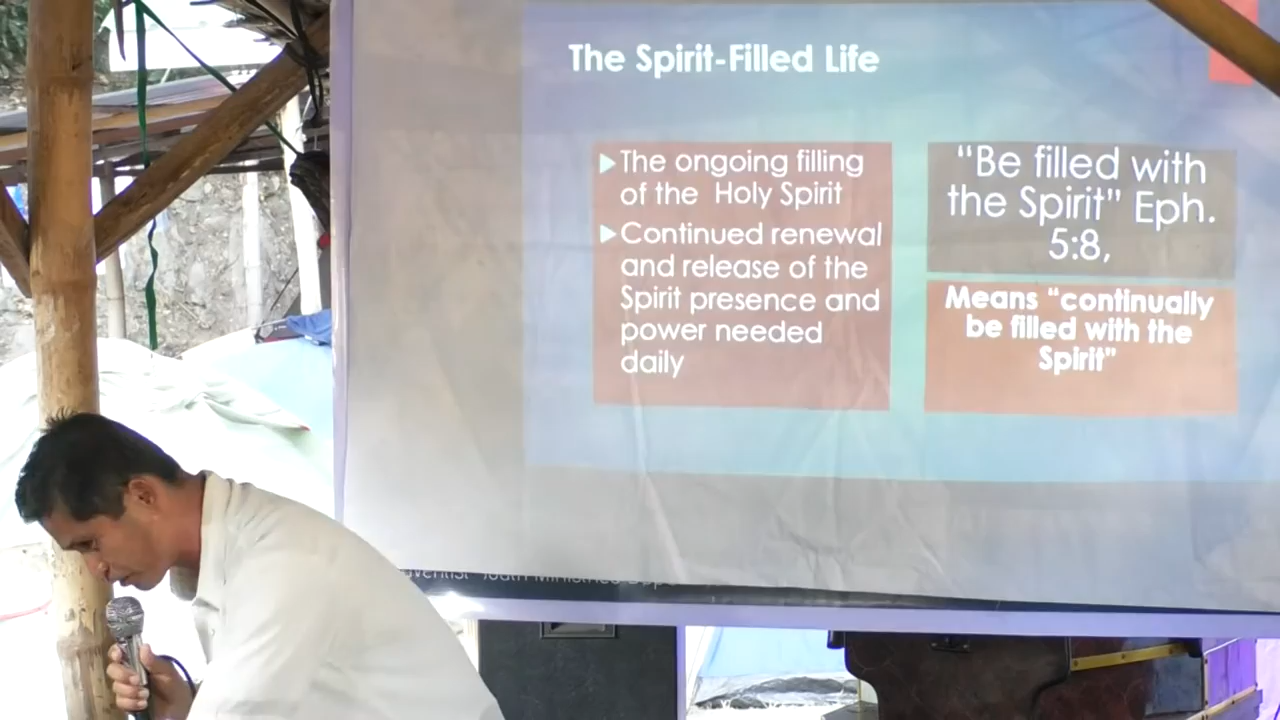 The Spirit-Filled Life
The ongoing filling
of the Holy Spirit
Continued renewal
and release of the
Spirit presence and
power needed
daily
“Be filled with
the Spirit” Eph.
5:8,
Means “continually
be filled with the
Spirit”